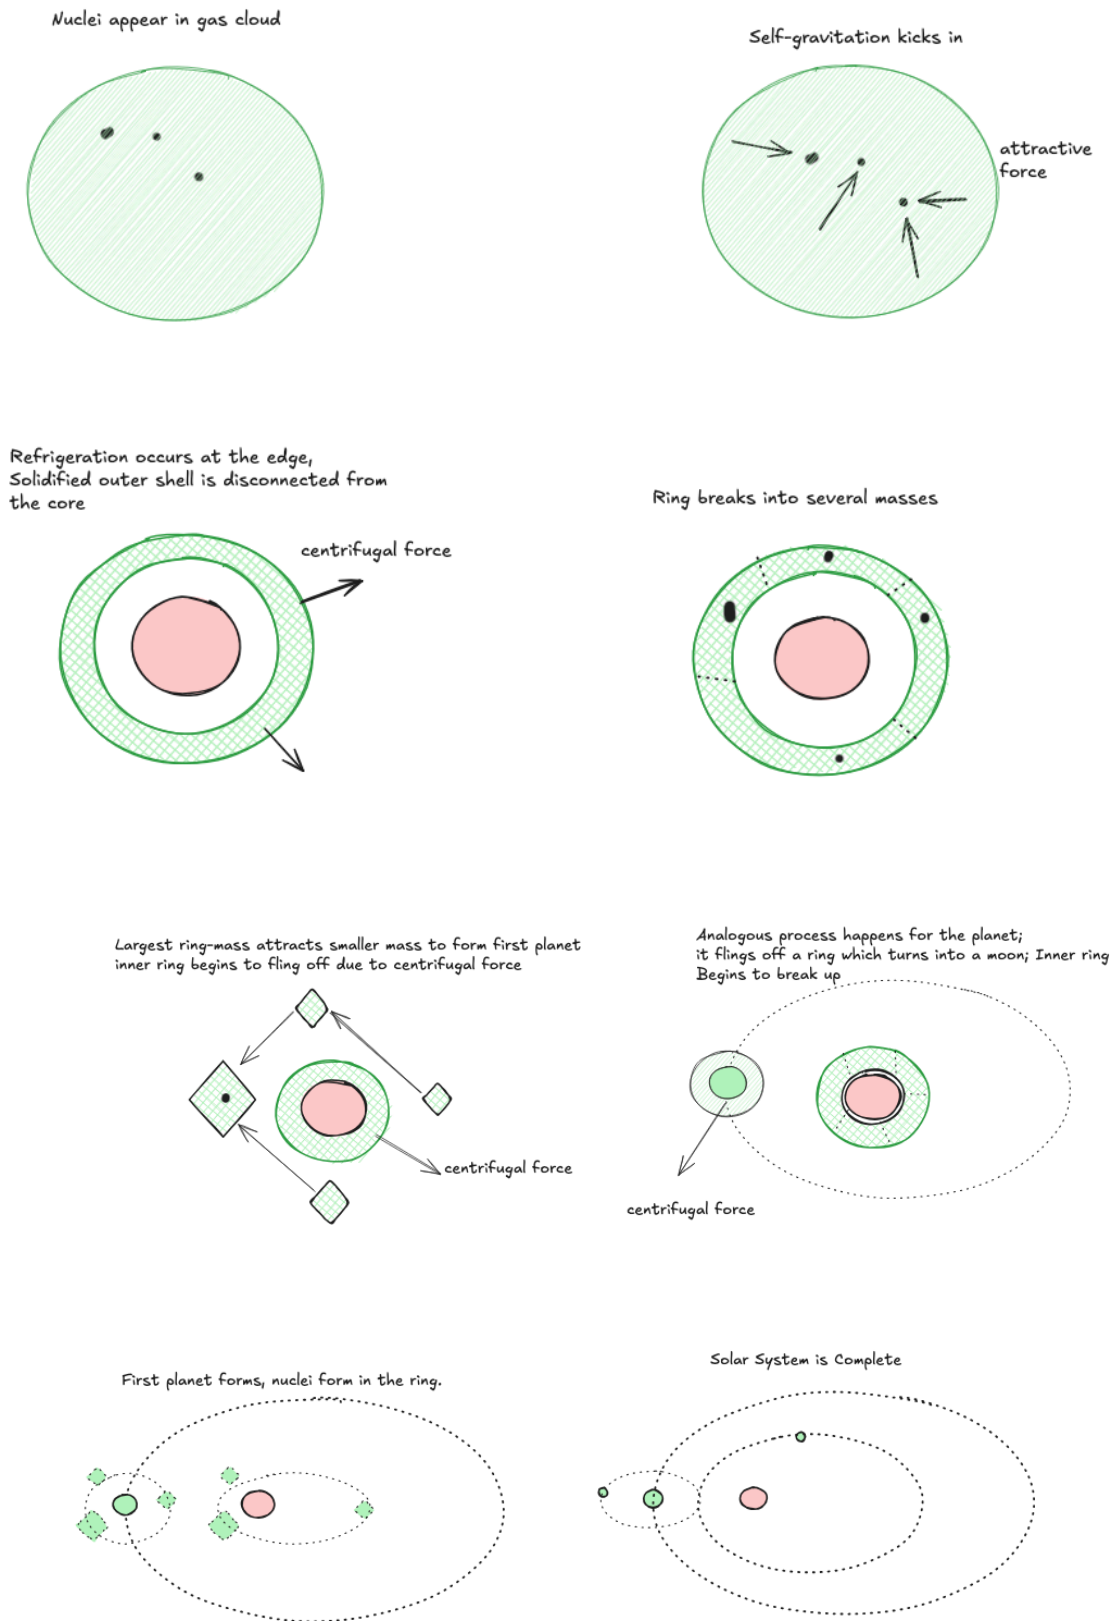 Nuclei appear in gas cloud
Self-gravitation kicks in
attractive
force
Refrigeration occurs at the edge,
Solidified outer shell is disconnected from
the core
centrifugal force
Ring breaks into several masses
Largest ring-mass attracts smaller mass to form first planet
inner ring begins to fling off due to centrifugal force
centrifugal force
Analogous process happens for the planet;
it flings off a ring which turns into a moon; Inner ring
Begins to break up
centrifugal force
First planet forms, nuclei form in the ring.
Solar System is Complete